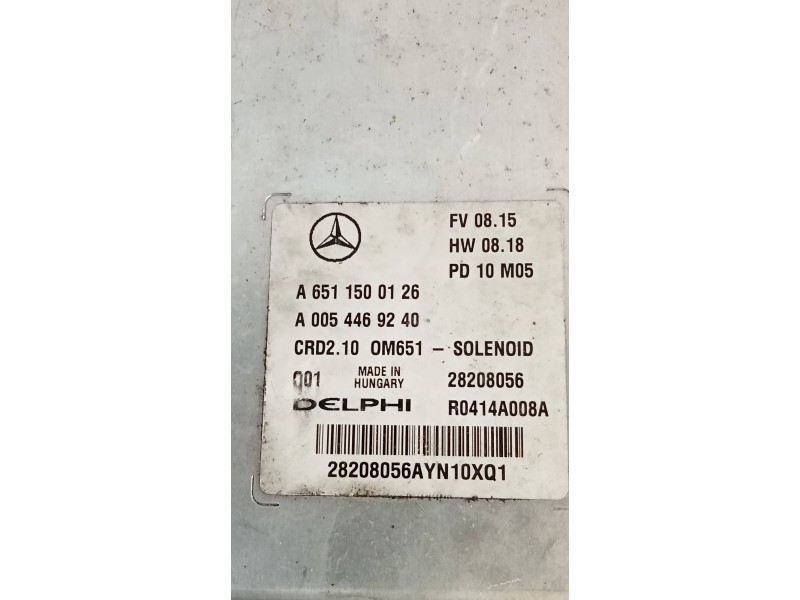 FV 08.15
HW 08.18
PD 10 M05
A 651 150 01 26
A 005 446 92 40
CRD2.10 OM651 - SOLENOID
Q01 MADE IN HUNGARY 28208056
DELPHI R0414A008A
28208056AYN10XQ1